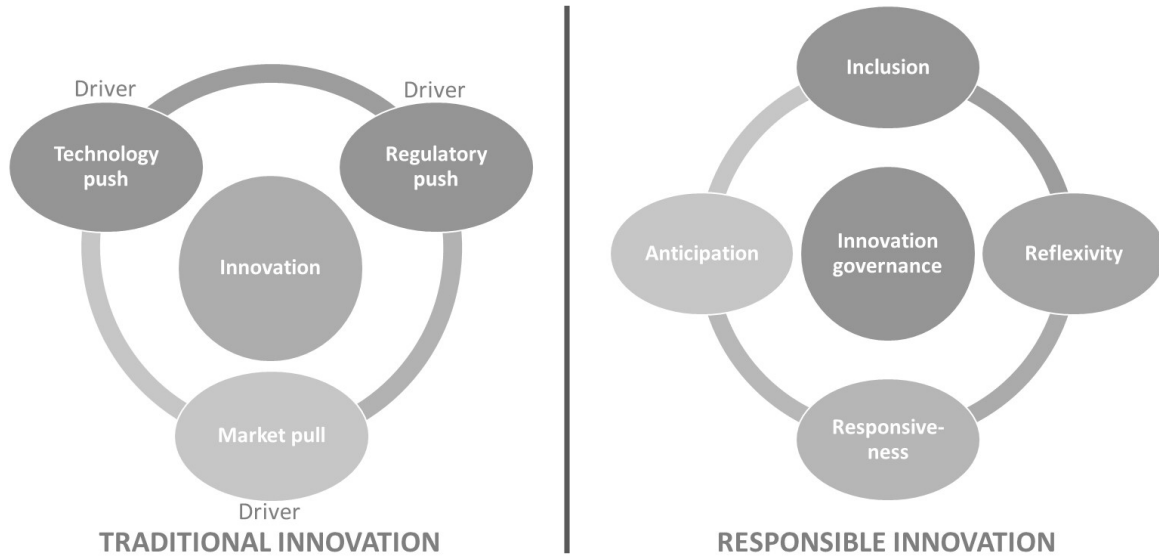 Driver
Technology
push
Driver
Regulatory
push
Innovation
Market pull
Driver
TRADITIONAL INNOVATION
Inclusion
Anticipation
Innovation
governance
Reflexivity
Responsive-
ness
RESPONSIBLE INNOVATION